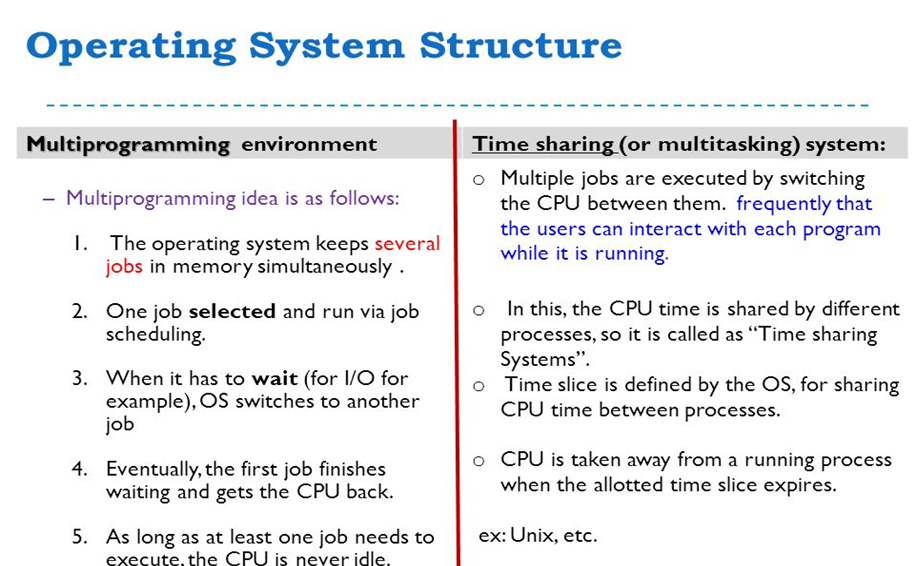 Operating System Structure
Multiprogramming environment
– Multiprogramming idea is as follows:
1. The operating system keeps several
jobs in memory simultaneously .
2. One job selected and run via job
scheduling.
3. When it has to wait (for I/O for
example), OS switches to another
job
4. Eventually, the first job finishes
waiting and gets the CPU back.
5. As long as at least one job needs to
execute, the CPU is never idle.
Time sharing (or multitasking) system:
o Multiple jobs are executed by switching
the CPU between them. frequently that
the users can interact with each program
while it is running.
o In this, the CPU time is shared by different
processes, so it is called as “Time sharing
Systems”.
o Time slice is defined by the OS, for sharing
CPU time between processes.
o CPU is taken away from a running process
when the allotted time slice expires.
ex: Unix, etc.